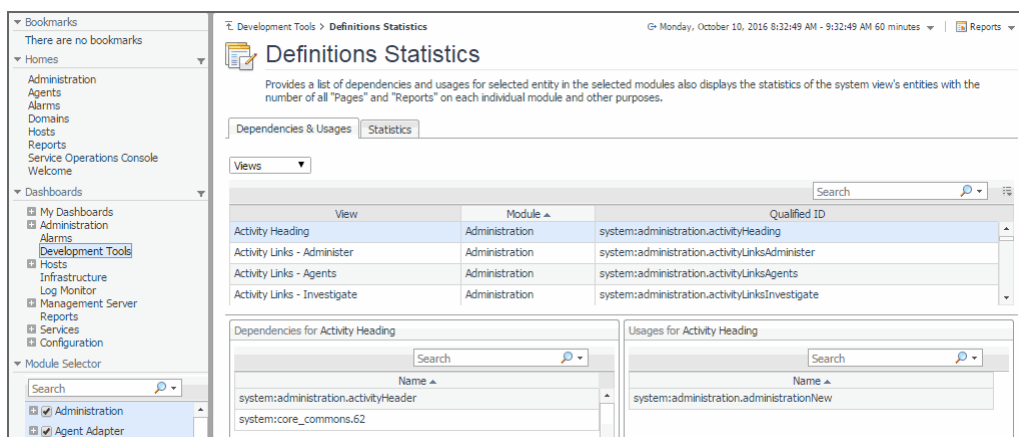 Bookmarks
There are no bookmarks
Homes
Administration
Agents
Alarms
Domains
Hosts
Reports
Service Operations Console
Welcome
Dashboards
My Dashboards
Administration
Alarms
Development Tools
Hosts
Infrastructure
Log Monitor
Management Server
Reports
Services
Configuration
Module Selector
Search
Administration
Agent Adapter
Development Tools > Definitions Statistics
Monday, October 10, 2016 8:32:49 AM - 9:32:49 AM 60 minutes
Reports
Definitions Statistics
Provides a list of dependencies and usages for selected entity in the selected modules also displays the statistics of the system view's entities with the
number of all "Pages" and "Reports" on each individual module and other purposes.
Dependencies & Usages
Statistics
Views
Search
View Module Qualified ID
Activity Heading Administration system:administration.activityHeading
Activity Links - Administer Administration system:administration.activityLinksAdminister
Activity Links - Agents Administration system:administration.activityLinksAgents
Activity Links - Investigate Administration system:administration.activityLinksInvestigate
Dependencies for Activity Heading
Search
Name
system:administration.activityHeader
system:core_commons.62
Usages for Activity Heading
Search
Name
system:administration.administrationNew